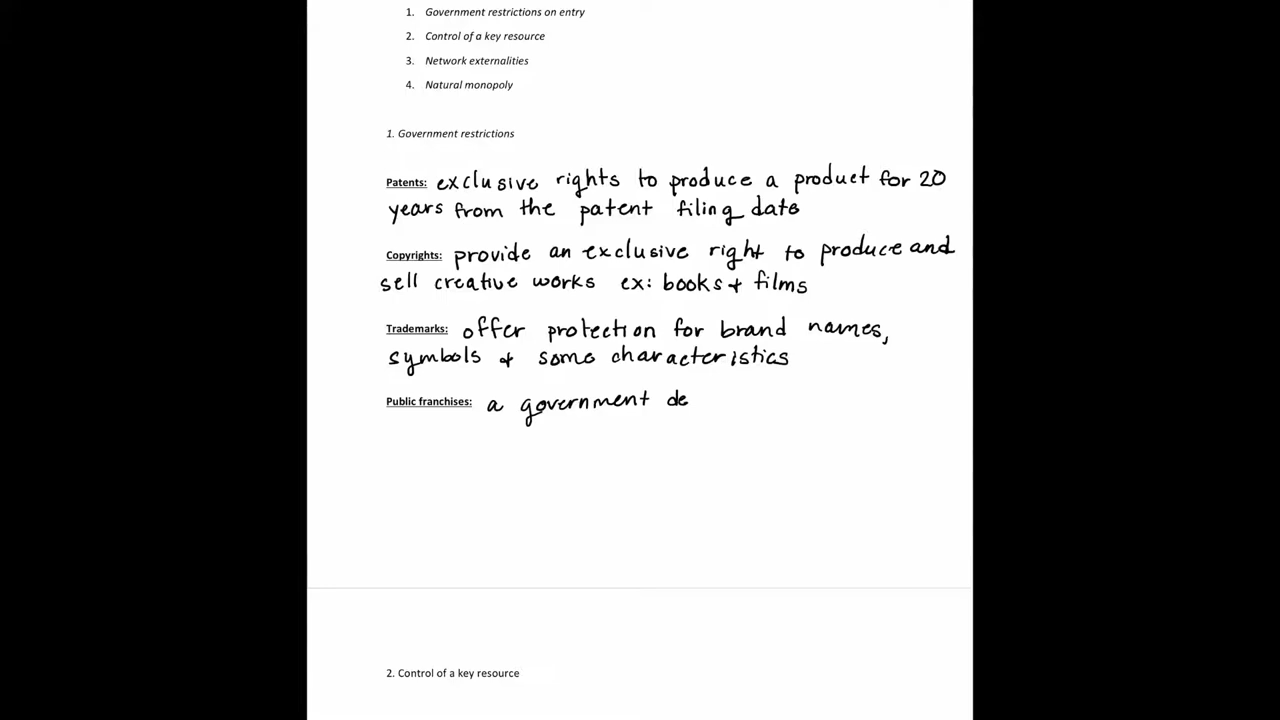 1. Government restrictions on entry
2. Control of a key resource
3. Network externalities
4. Natural monopoly
1. Government restrictions
Patents: exclusive rights to produce a product for 20
years from the patent filing date
Copyrights: provide an exclusive right to produce and
sell creative works ex: books + films
Trademarks: offer protection for brand names,
symbols + some characteristics
Public franchises: a government de
2. Control of a key resource